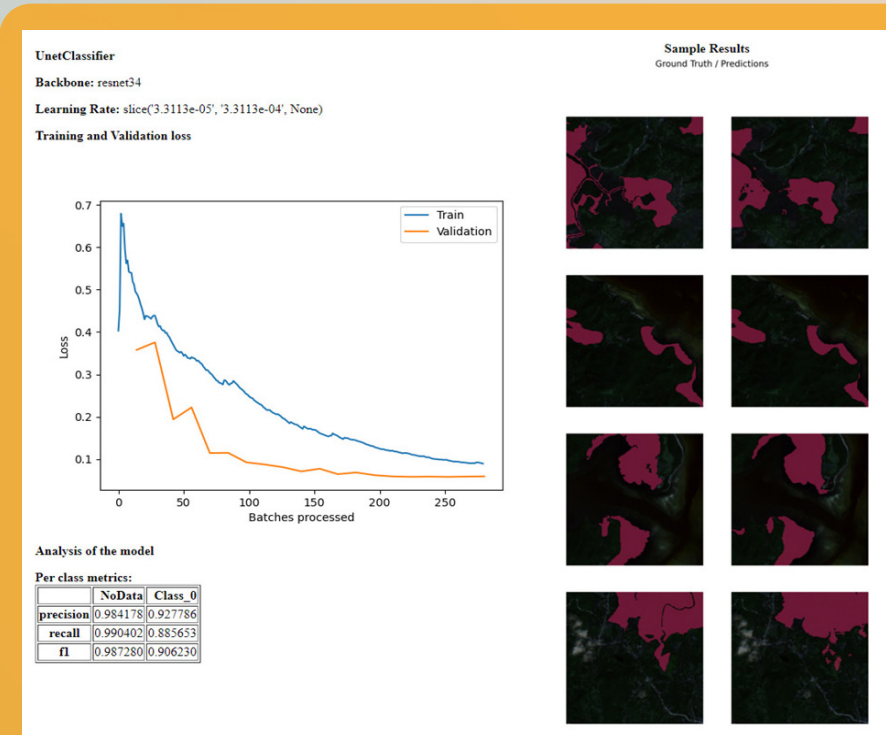 UnetClassifier
Backbone: resnet34
Learning Rate: slice('3.3113e-05', '3.3113e-04', None)
Training and Validation loss
0.7
0.6
0.5
0.4
0.3
0.2
0.1
Loss
Train
Validation
0 50 100 150 200 250
Batches processed
Analysis of the model
Per class metrics:
NoData Class_0
precision 0.984178 0.927786
recall 0.990402 0.885653
f1 0.987280 0.906230
Sample Results
Ground Truth / Predictions